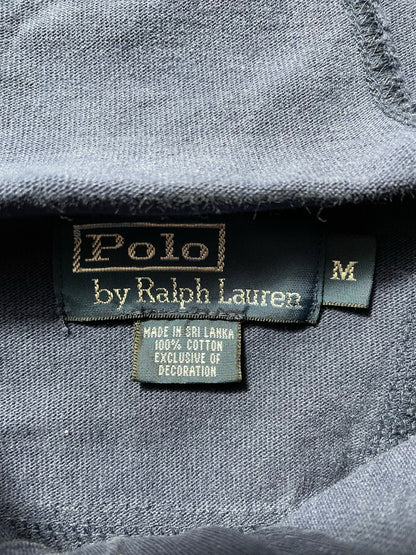 Polo
by Ralph Lauren
M
MADE IN SRI LANKA
100% COTTON
EXCLUSIVE OF
DECORATION